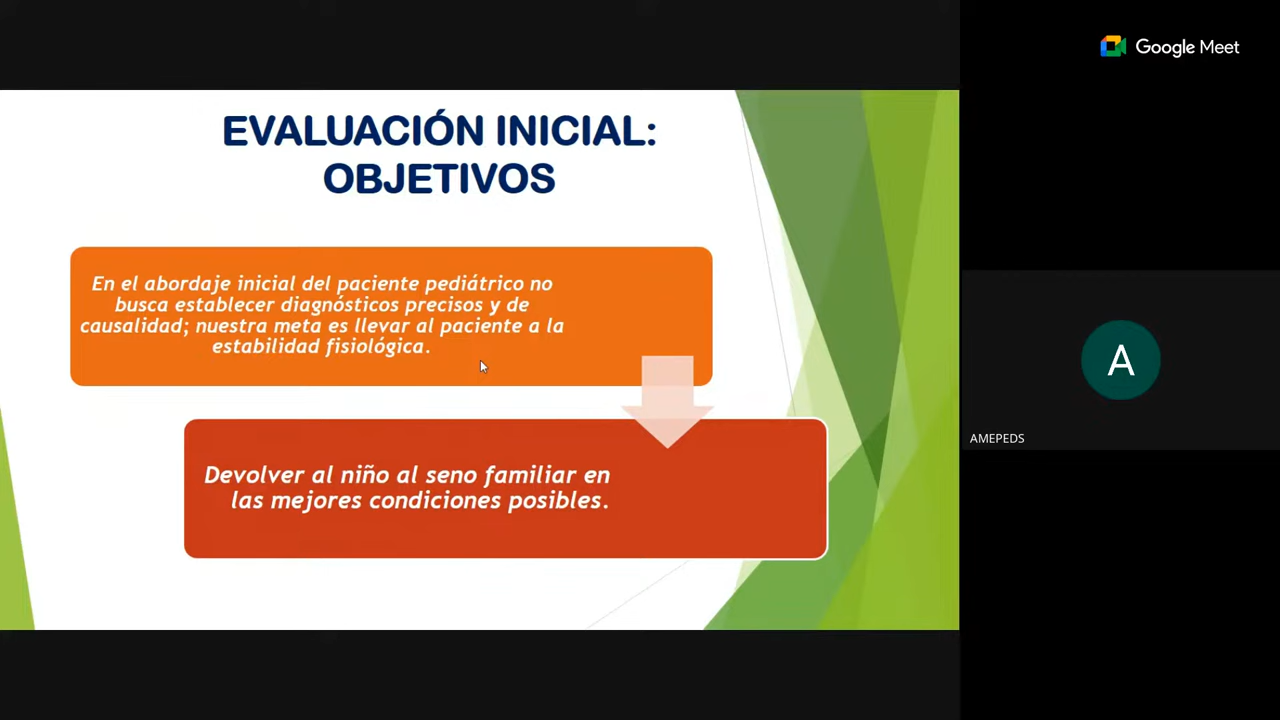 Google Meet
EVALUACIÓN INICIAL:
OBJETIVOS
En el abordaje inicial del paciente pediátrico no
busca establecer diagnósticos precisos y de
causalidad; nuestra meta es llevar al paciente a la
estabilidad fisiológica.
Devolver al niño al seno familiar en
las mejores condiciones posibles.
A
AMEPEDS